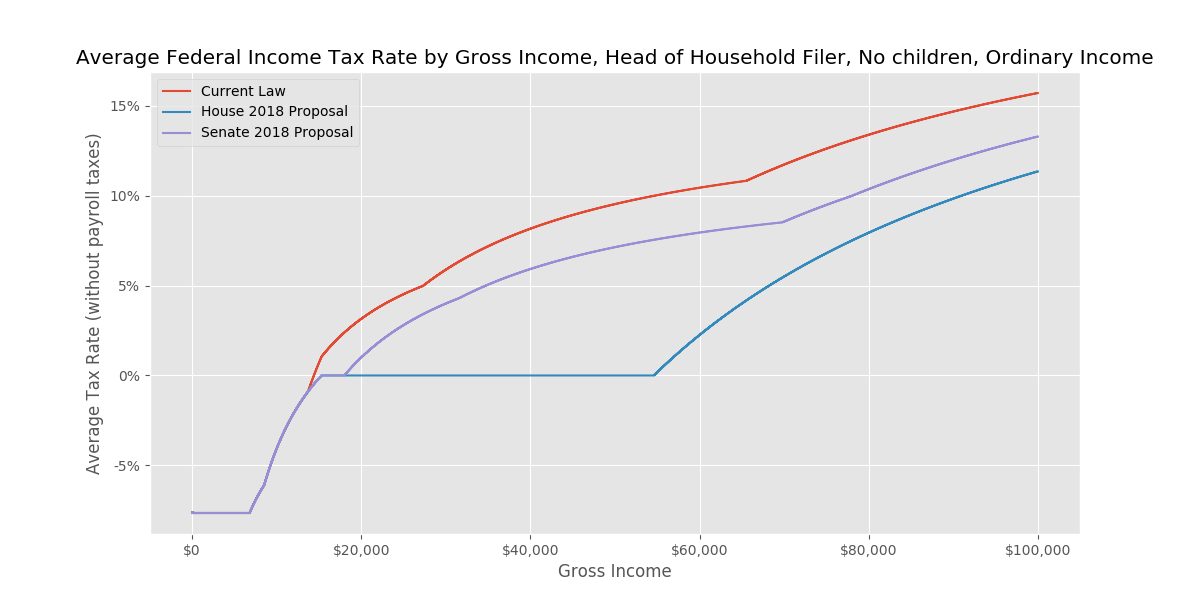 Average Federal Income Tax Rate by Gross Income, Head of Household Filer, No children, Ordinary Income
Current Law
House 2018 Proposal
Senate 2018 Proposal
Average Tax Rate (without payroll taxes)
15%
10%
5%
0%
-5%
$0
$20,000
$40,000
$60,000
$80,000
$100,000
Gross Income